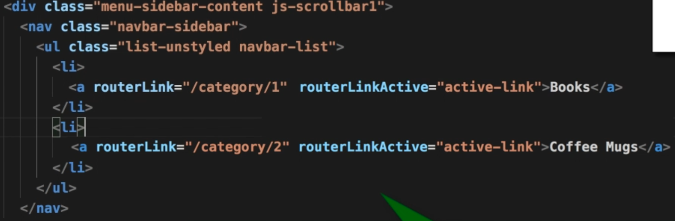 <div class="menu-sidebar-content js-scrollbar1">
<nav class="navbar-sidebar">
<ul class="list-unstyled navbar-list">
<li>
<a routerLink="/category/1" routerLinkActive="active-link">Books</a>
</li>
<li>
<a routerLink="/category/2" routerLinkActive="active-link">Coffee Mugs</a>
</li>
</ul>
</nav>